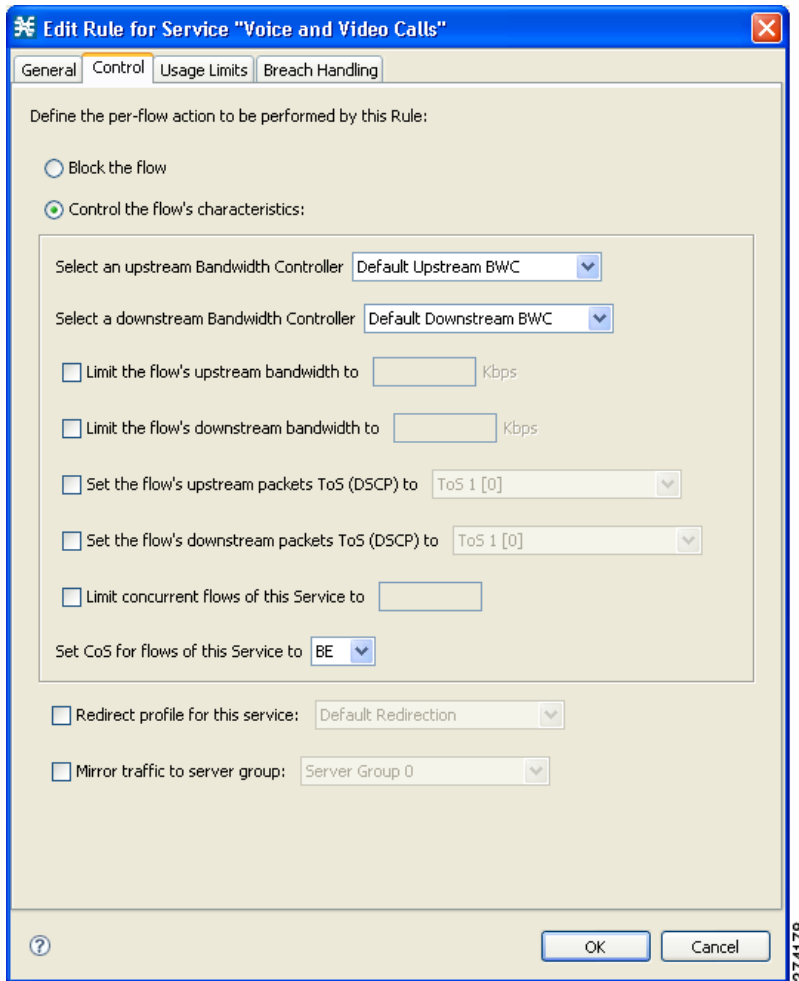 Edit Rule for Service "Voice and Video Calls"
General Control Usage Limits Breach Handling
Define the per-flow action to be performed by this Rule:
Block the flow
Control the flow's characteristics:
Select an upstream Bandwidth Controller Default Upstream BWC
Select a downstream Bandwidth Controller Default Downstream BWC
Limit the flow's upstream bandwidth to Kbps
Limit the flow's downstream bandwidth to Kbps
Set the flow's upstream packets ToS (DSCP) to ToS 1 [0]
Set the flow's downstream packets ToS (DSCP) to ToS 1 [0]
Limit concurrent flows of this Service to
Set CoS for flows of this Service to BE
Redirect profile for this service: Default Redirection
Mirror traffic to server group: Server Group 0
? OK Cancel
274178